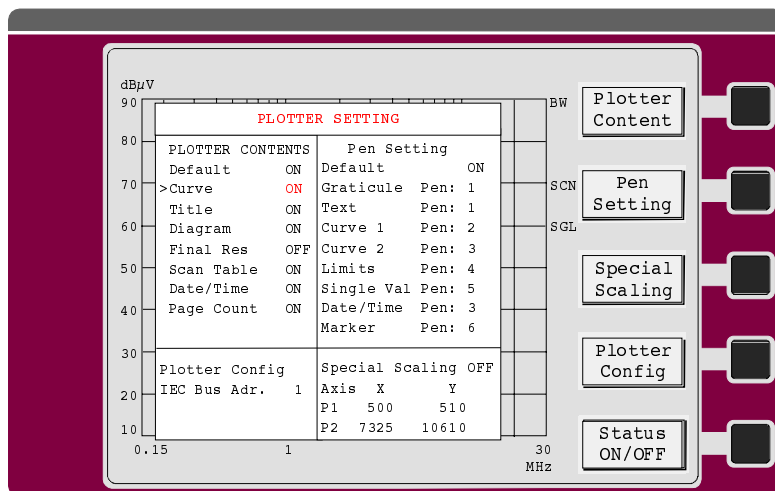 dBµV
90
80
70
60
50
40
30
20
10
0.15 1 30
MHz
BW
SCN
SGL
PLOTTER SETTING
PLOTTER CONTENTS
Default ON
>Curve ON
Title ON
Diagram ON
Final Res OFF
Scan Table ON
Date/Time ON
Page Count ON
Pen Setting
Default ON
Graticule Pen: 1
Text Pen: 1
Curve 1 Pen: 2
Curve 2 Pen: 3
Limits Pen: 4
Single Val Pen: 5
Date/Time Pen: 3
Marker Pen: 6
Plotter Config
IEC Bus Adr. 1
Special Scaling OFF
Axis X Y
P1 500 510
P2 7325 10610
Plotter
Content
Pen
Setting
Special
Scaling
Plotter
Config
Status
ON/OFF